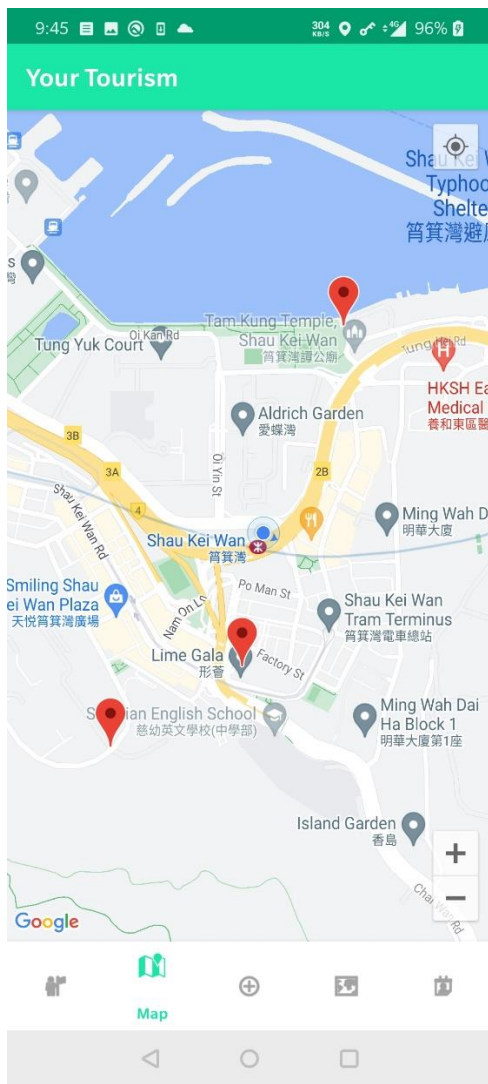 9:45
304
KB/S
4G
96%
Your Tourism
Shau Kei
Typhoo
Shelte
筲箕灣避
s
灣
Tam Kung Temple,
Shau Kei Wan
筲箕灣譚公廟
Oi Kan Rd
Tung Yuk Court
Tung Hei Rd
HKSH Ea
Medical
養和東區醫
Aldrich Garden
愛蝶灣
3B
3A
2B
4
Oi Yin St
Shau Kei Wan Rd
Ming Wah D
明華大廈
Shau Kei Wan
筲箕灣
Smiling Shau
ei Wan Plaza
天悦筲箕灣廣場
Po Man St
Nam On Ln
Shau Kei Wan
Tram Terminus
筲箕灣電車總站
Lime Gala
形薈
Factory St
S ian English School
慈幼英文學校(中學部)
Ming Wah Dai
Ha Block 1
明華大廈第1座
Island Garden
香島
Chai Wan Rd
+
−
Google
Map